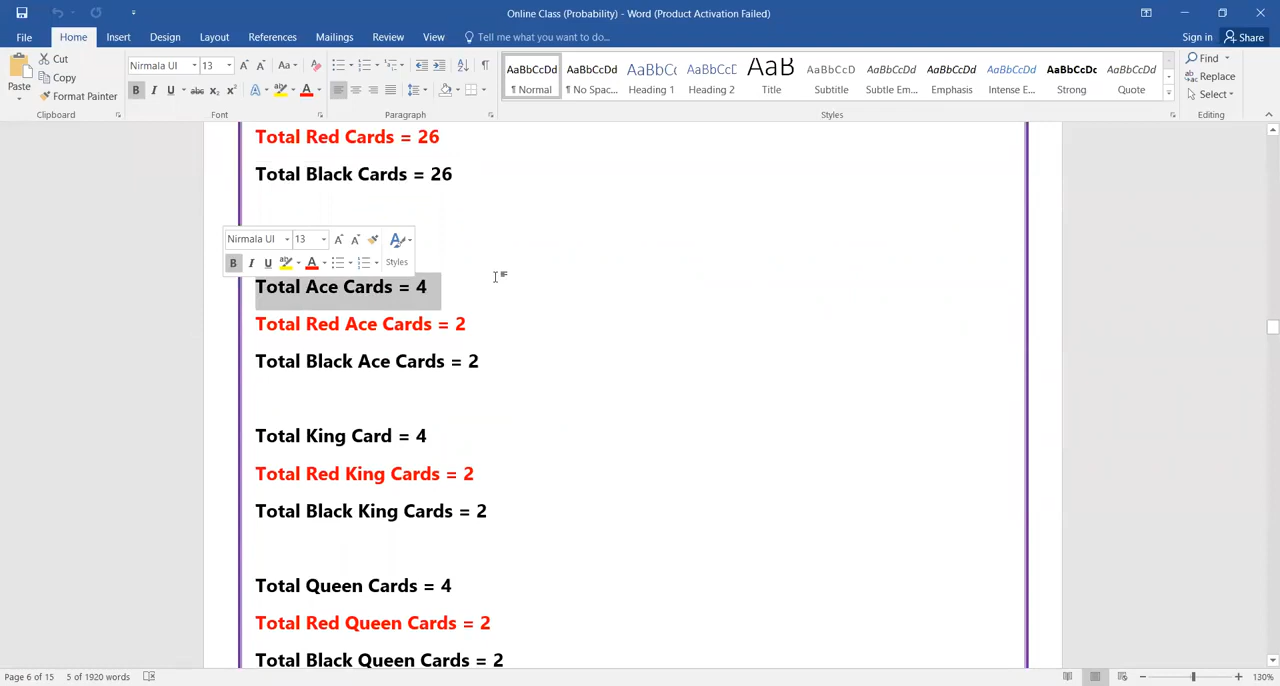 Online Class (Probability) - Word (Product Activation Failed)
File Home Insert Design Layout References Mailings Review View Tell me what you want to do... Sign in Share
Paste Cut Copy Format Painter
Nirmala UI 13 Aa
B I U abc x₂ x² A A
AaBbCcDd AaBbCcDd AaBbCc AaBbCcD AaB AaBbCcD AaBbCcDd AaBbCcDd AaBbCcDd AaBbCcDc AaBbCcDd
¶ Normal ¶ No Spac... Heading 1 Heading 2 Title Subtitle Subtle Em... Emphasis Intense E... Strong Quote
Find Replace Select
Clipboard Font Paragraph Styles Editing
Total Red Cards = 26
Total Black Cards = 26
Nirmala UI 13
B I U ab A Styles
Total Ace Cards = 4
Total Red Ace Cards = 2
Total Black Ace Cards = 2
Total King Card = 4
Total Red King Cards = 2
Total Black King Cards = 2
Total Queen Cards = 4
Total Red Queen Cards = 2
Total Black Queen Cards = 2
Page 6 of 15 5 of 1920 words 130%